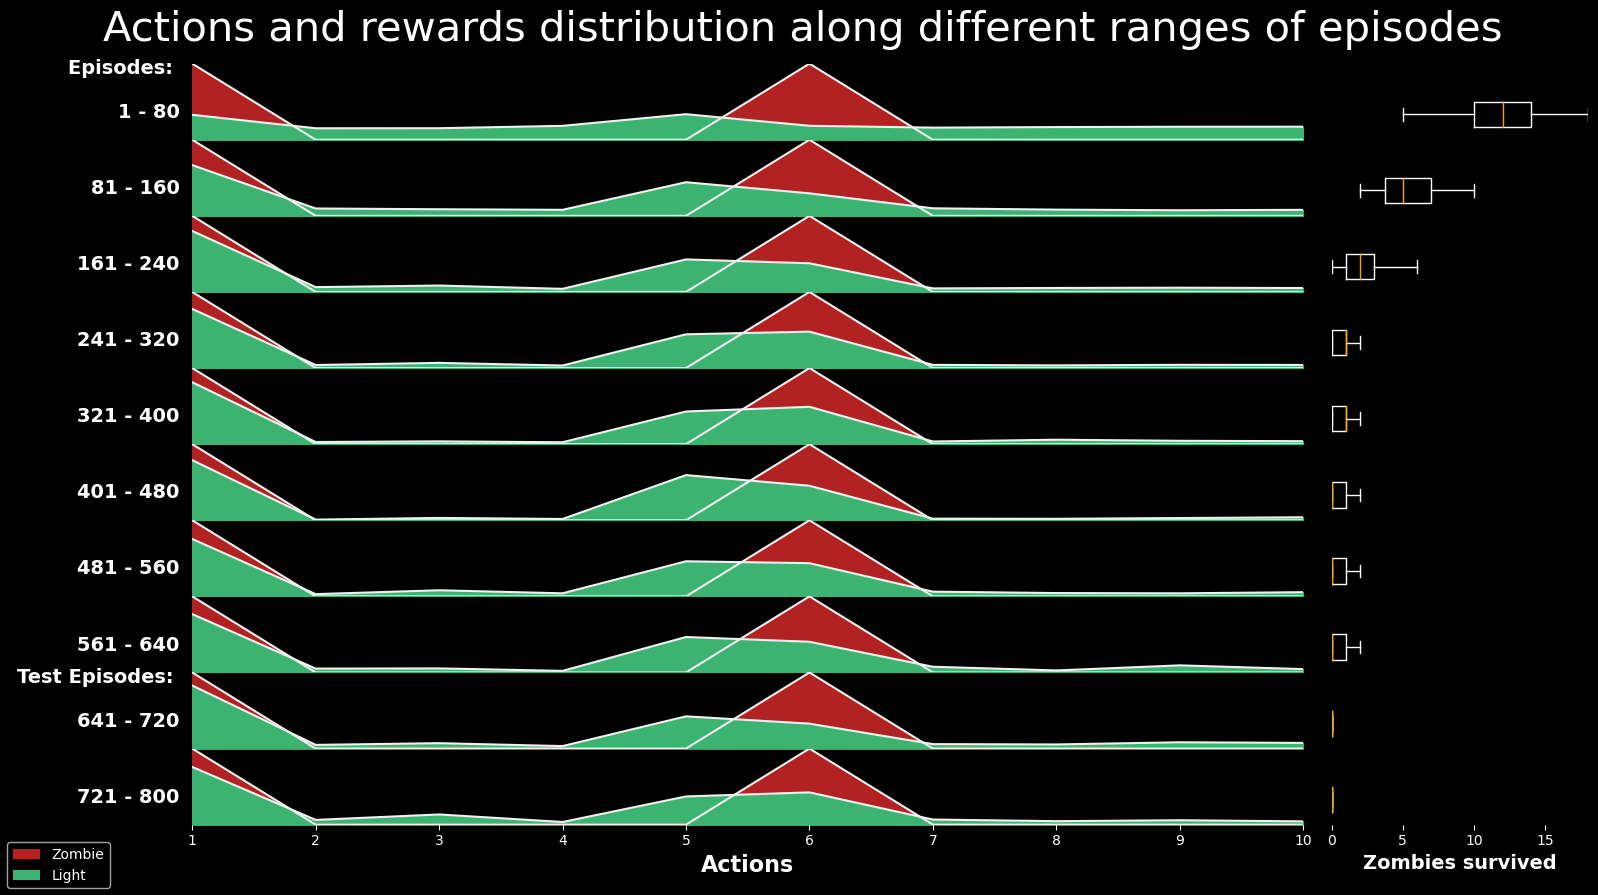 Actions and rewards distribution along different ranges of episodes
Episodes:
1 - 80
81 - 160
161 - 240
241 - 320
321 - 400
401 - 480
481 - 560
561 - 640
Test Episodes:
641 - 720
721 - 800
1 2 3 4 5 6 7 8 9 10
0 5 10 15
Actions
Zombies survived
Zombie
Light